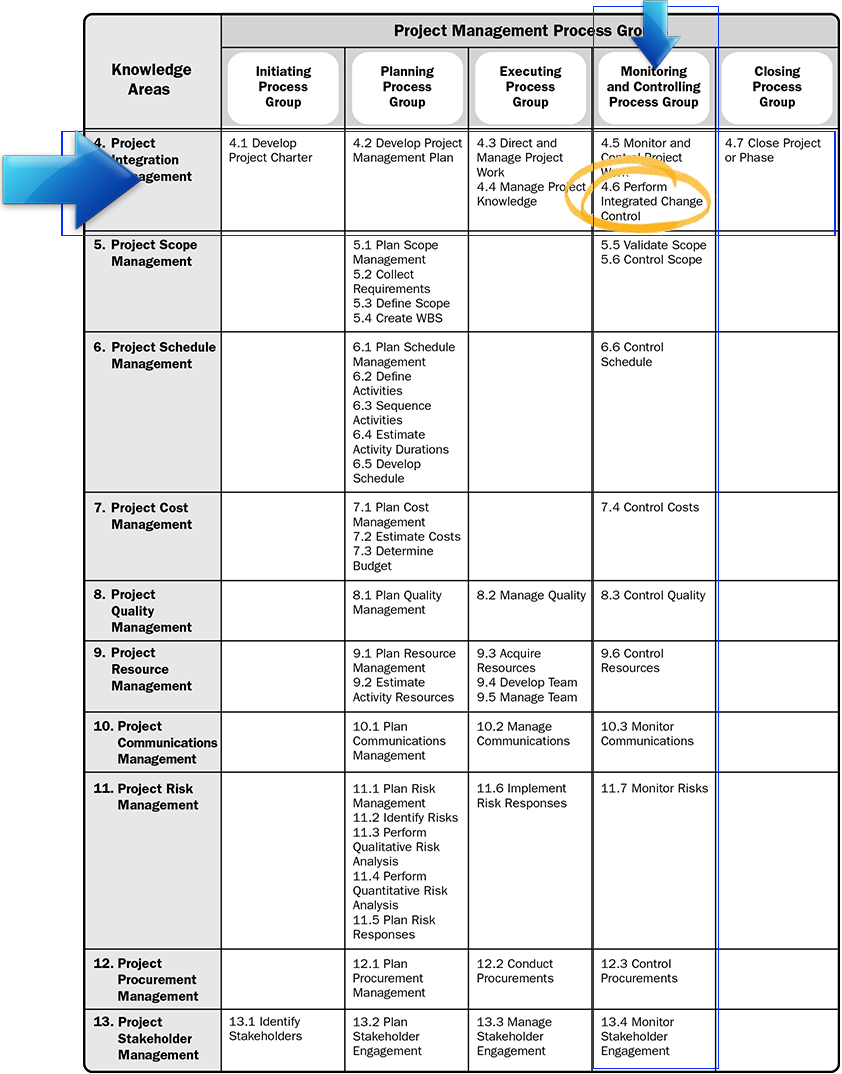 Project Management Process
Knowledge
Areas
Initiating
Process
Group
Planning
Process
Group
Executing
Process
Group
Monitoring
and Controlling
Process Group
Closing
Process
Group
4. Project
Integration
4.1 Develop
Project Charter
4.2 Develop Project
Management Plan
4.3 Direct and
Manage Project
Work
4.4 Manage Project
Knowledge
4.5 Monitor and
Control Project
Work
4.6 Perform
Integrated Change
Control
4.7 Close Project
or Phase
5. Project Scope
Management
5.1 Plan Scope
Management
5.2 Collect
Requirements
5.3 Define Scope
5.4 Create WBS
5.5 Validate Scope
5.6 Control Scope
6. Project Schedule
Management
6.1 Plan Schedule
Management
6.2 Define
Activities
6.3 Sequence
Activities
6.4 Estimate
Activity Durations
6.5 Develop
Schedule
6.6 Control
Schedule
7. Project Cost
Management
7.1 Plan Cost
Management
7.2 Estimate Costs
7.3 Determine
Budget
7.4 Control Costs
8. Project
Quality
Management
8.1 Plan Quality
Management
8.2 Manage Quality
8.3 Control Quality
9. Project
Resource
Management
9.1 Plan Resource
Management
9.2 Estimate
Activity Resources
9.3 Acquire
Resources
9.4 Develop Team
9.5 Manage Team
9.6 Control
Resources
10. Project
Communications
Management
10.1 Plan
Communications
Management
10.2 Manage
Communications
10.3 Monitor
Communications
11. Project Risk
Management
11.1 Plan Risk
Management
11.2 Identify Risks
11.3 Perform
Qualitative Risk
Analysis
11.4 Perform
Quantitative Risk
Analysis
11.5 Plan Risk
Responses
11.6 Implement
Risk Responses
11.7 Monitor Risks
12. Project
Procurement
Management
12.1 Plan
Procurement
Management
12.2 Conduct
Procurements
12.3 Control
Procurements
13. Project
Stakeholder
Management
13.1 Identify
Stakeholders
13.2 Plan
Stakeholder
Engagement
13.3 Manage
Stakeholder
Engagement
13.4 Monitor
Stakeholder
Engagement